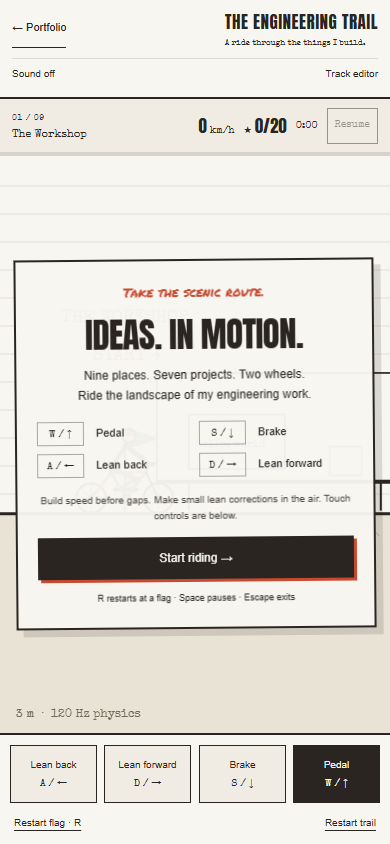 ← Portfolio
THE ENGINEERING TRAIL
A ride through the things I build.
Sound off
Track editor
01 / 09
The Workshop
0 km/h ★ 0/20 0:00 Resume
TAKE THE SCENIC ROUTE.
IDEAS. IN MOTION.
Nine places. Seven projects. Two wheels.
Ride the landscape of my engineering work.
W / ↑ Pedal
S / ↓ Brake
A / ← Lean back
D / → Lean forward
Build speed before gaps. Make small lean corrections in the air. Touch
controls are below.
Start riding →
R restarts at a flag · Space pauses · Escape exits
3 m · 120 Hz physics
Lean back
A / ←
Lean forward
D / →
Brake
S / ↓
Pedal
W / ↑
Restart flag · R
Restart trail